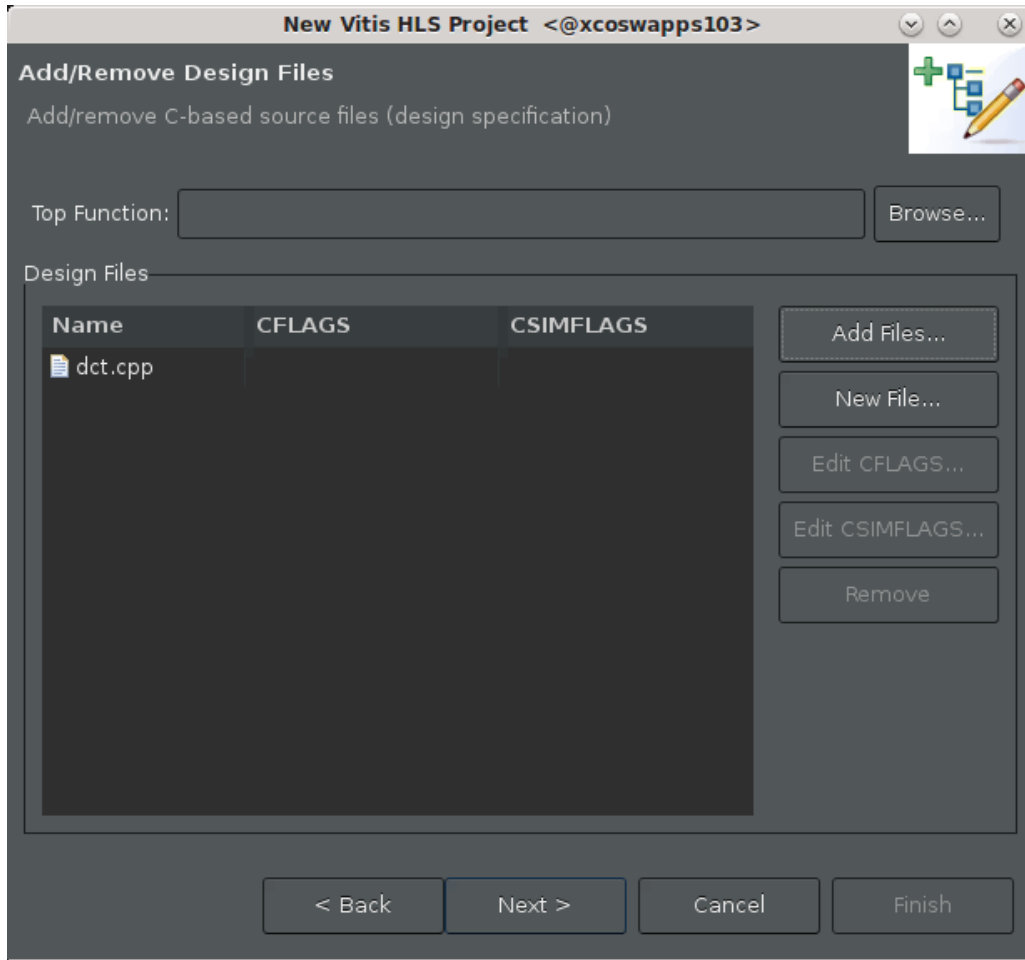 New Vitis HLS Project <@xcoswapps103>
Add/Remove Design Files
Add/remove C-based source files (design specification)
Top Function: Browse...
Design Files
Name CFLAGS CSIMFLAGS
dct.cpp
Add Files...
New File...
Edit CFLAGS...
Edit CSIMFLAGS...
Remove
< Back Next > Cancel Finish